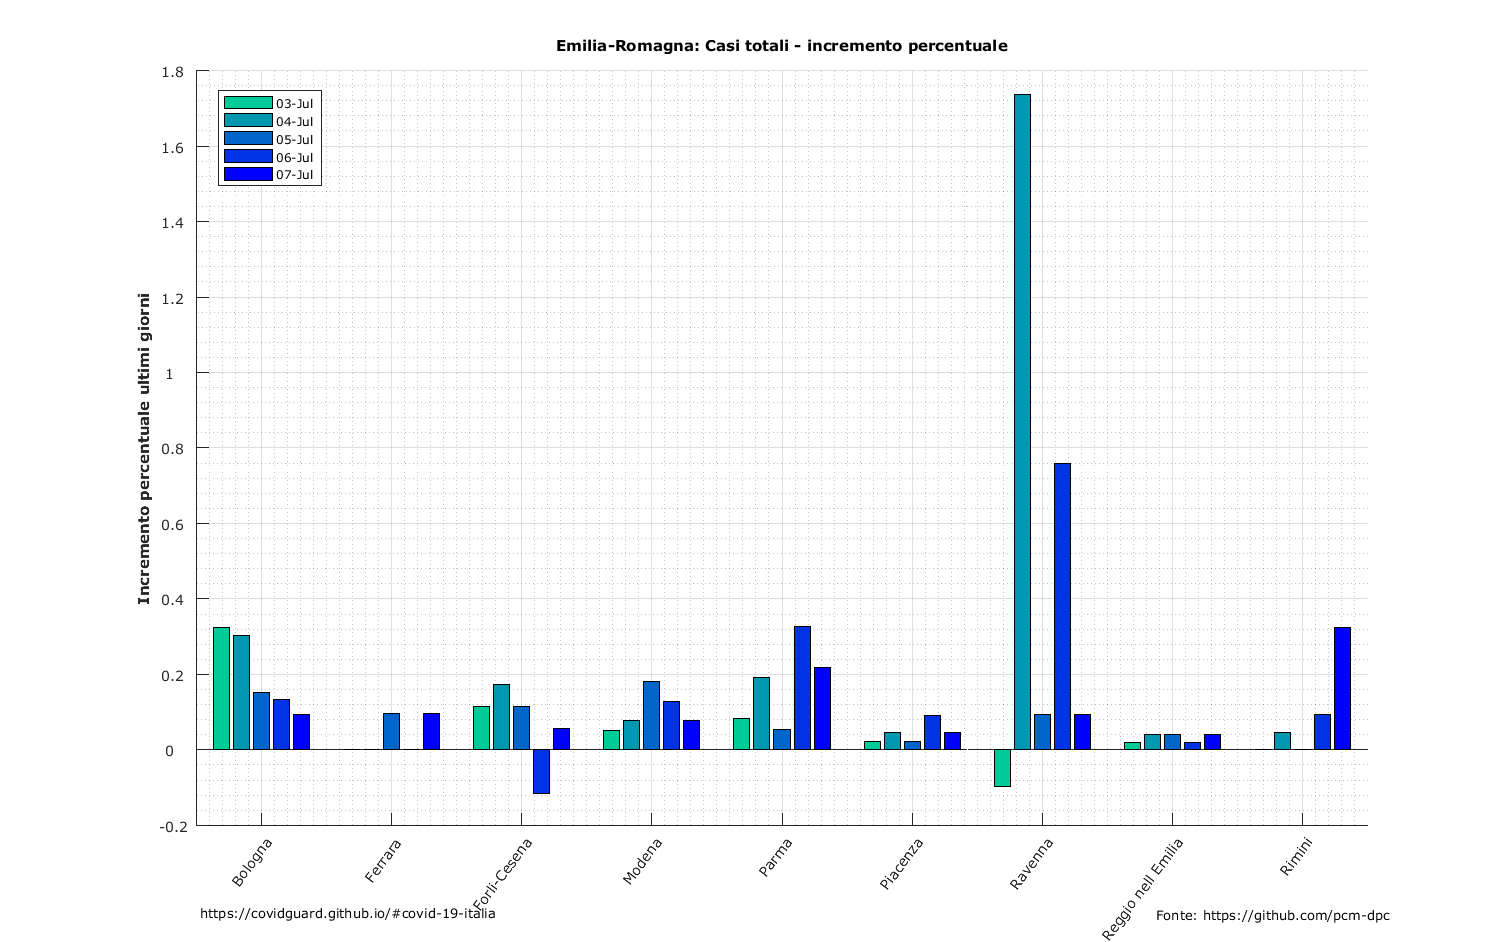 Emilia-Romagna: Casi totali - incremento percentuale
Incremento percentuale ultimi giorni
1.8
1.6
1.4
1.2
1
0.8
0.6
0.4
0.2
0
-0.2
03-Jul
04-Jul
05-Jul
06-Jul
07-Jul
Bologna
Ferrara
Forlì-Cesena
Modena
Parma
Piacenza
Ravenna
Reggio nell Emilia
Rimini
https://covidguard.github.io/#covid-19-italia
Fonte: https://github.com/pcm-dpc